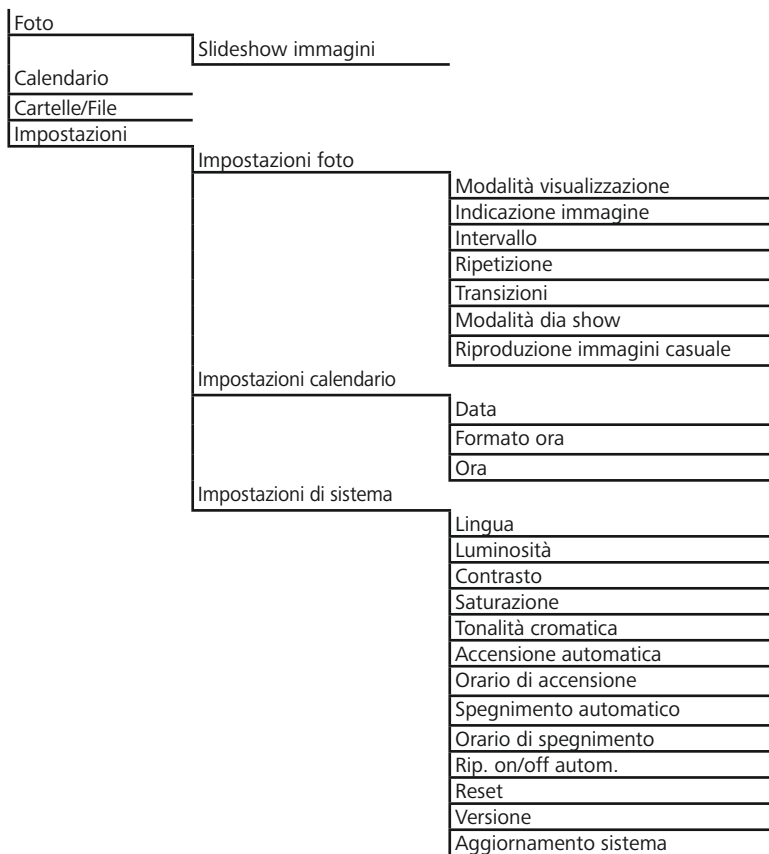 Foto
Slideshow immagini
Calendario
Cartelle/File
Impostazioni
Impostazioni foto
Modalità visualizzazione
Indicazione immagine
Intervallo
Ripetizione
Transizioni
Modalità dia show
Riproduzione immagini casuale
Impostazioni calendario
Data
Formato ora
Ora
Impostazioni di sistema
Lingua
Luminosità
Contrasto
Saturazione
Tonalità cromatica
Accensione automatica
Orario di accensione
Spegnimento automatico
Orario di spegnimento
Rip. on/off autom.
Reset
Versione
Aggiornamento sistema